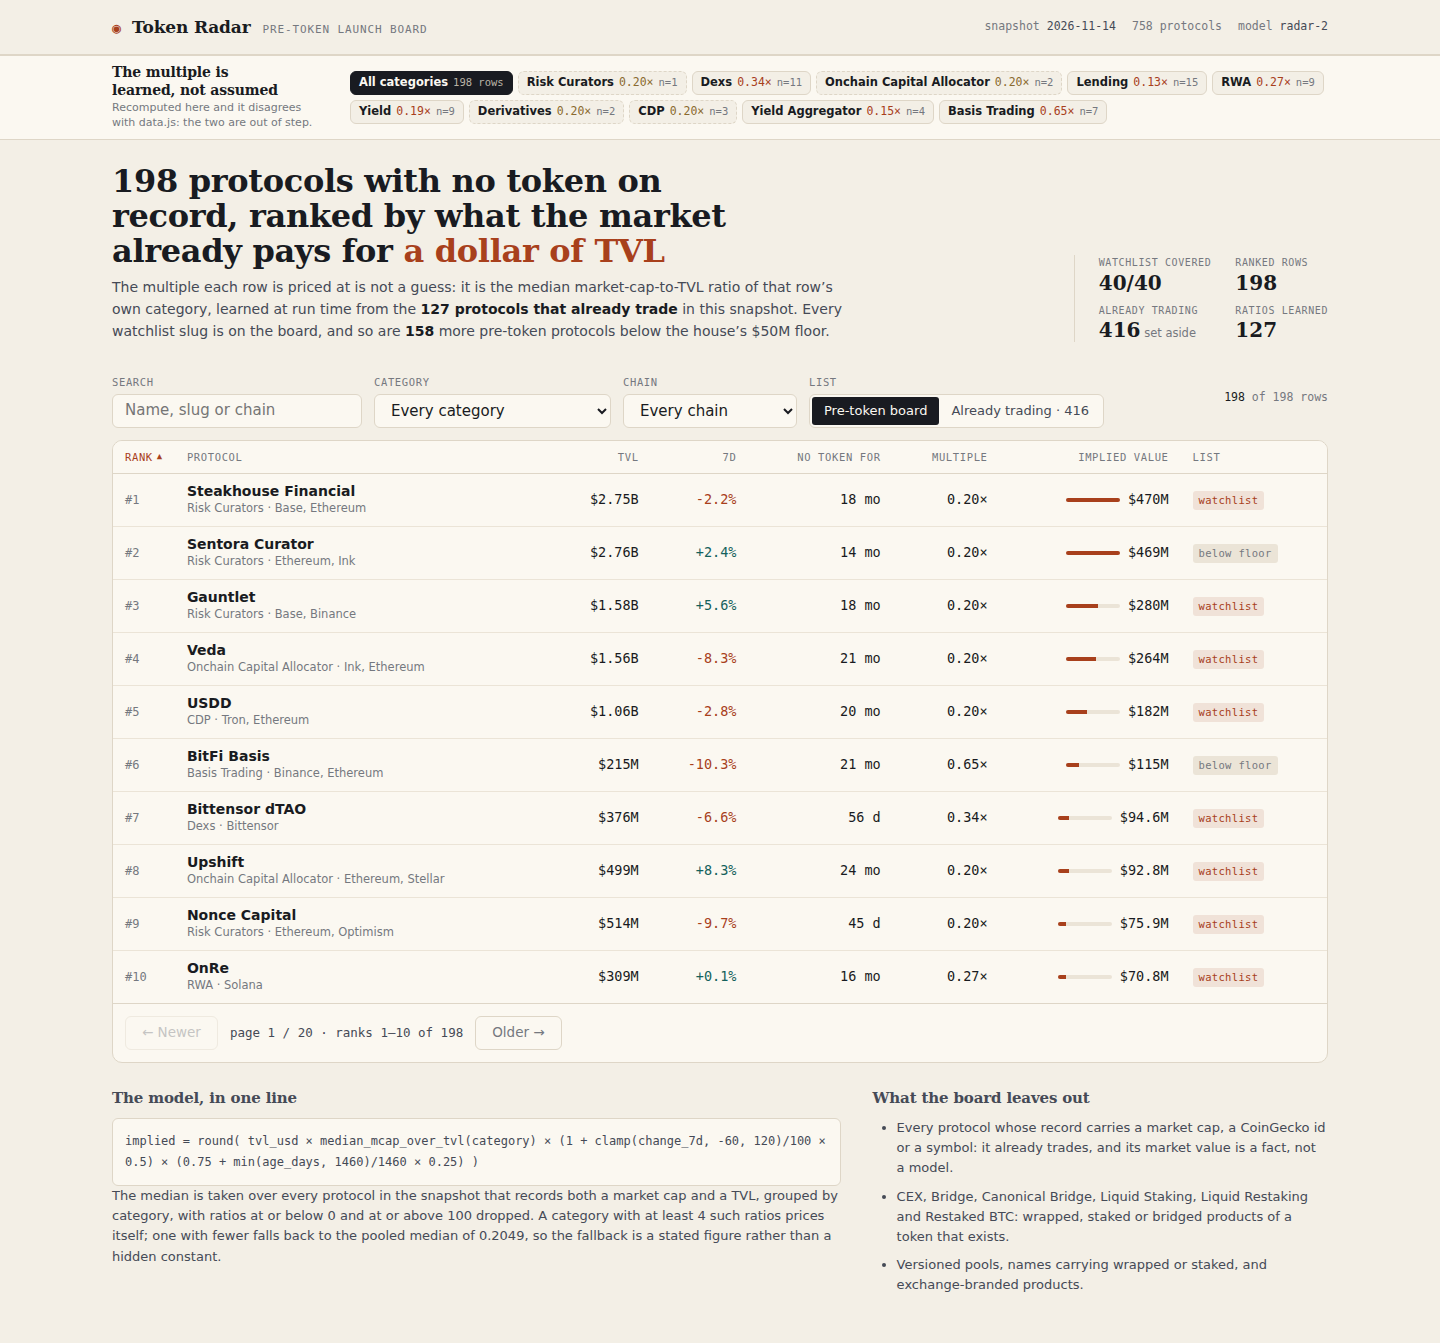 ◉ Token Radar PRE-TOKEN LAUNCH BOARD
snapshot 2026-11-14 758 protocols model radar-2
The multiple is
learned, not assumed
Recomputed here and it disagrees
with data.js: the two are out of step.
All categories 198 rows
Risk Curators 0.20× n=1
Dexs 0.34× n=11
Onchain Capital Allocator 0.20× n=2
Lending 0.13× n=15
RWA 0.27× n=9
Yield 0.19× n=9
Derivatives 0.20× n=2
CDP 0.20× n=3
Yield Aggregator 0.15× n=4
Basis Trading 0.65× n=7
198 protocols with no token on
record, ranked by what the market
already pays for a dollar of TVL
The multiple each row is priced at is not a guess: it is the median market-cap-to-TVL ratio of that row’s
own category, learned at run time from the 127 protocols that already trade in this snapshot. Every
watchlist slug is on the board, and so are 158 more pre-token protocols below the house’s $50M floor.
WATCHLIST COVERED RANKED ROWS
40/40 198
ALREADY TRADING RATIOS LEARNED
416 set aside 127
SEARCH CATEGORY CHAIN LIST
Name, slug or chain Every category Every chain Pre-token board Already trading · 416
198 of 198 rows
RANK ▲ PROTOCOL TVL 7D NO TOKEN FOR MULTIPLE IMPLIED VALUE LIST
#1 Steakhouse Financial $2.75B -2.2% 18 mo 0.20× $470M watchlist
Risk Curators · Base, Ethereum
#2 Sentora Curator $2.76B +2.4% 14 mo 0.20× $469M below floor
Risk Curators · Ethereum, Ink
#3 Gauntlet $1.58B +5.6% 18 mo 0.20× $280M watchlist
Risk Curators · Base, Binance
#4 Veda $1.56B -8.3% 21 mo 0.20× $264M watchlist
Onchain Capital Allocator · Ink, Ethereum
#5 USDD $1.06B -2.8% 20 mo 0.20× $182M watchlist
CDP · Tron, Ethereum
#6 BitFi Basis $215M -10.3% 21 mo 0.65× $115M below floor
Basis Trading · Binance, Ethereum
#7 Bittensor dTAO $376M -6.6% 56 d 0.34× $94.6M watchlist
Dexs · Bittensor
#8 Upshift $499M +8.3% 24 mo 0.20× $92.8M watchlist
Onchain Capital Allocator · Ethereum, Stellar
#9 Nonce Capital $514M -9.7% 45 d 0.20× $75.9M watchlist
Risk Curators · Ethereum, Optimism
#10 OnRe $309M +0.1% 16 mo 0.27× $70.8M watchlist
RWA · Solana
← Newer page 1 / 20 · ranks 1–10 of 198 Older →
The model, in one line
implied = round( tvl_usd × median_mcap_over_tvl(category) × (1 + clamp(change_7d, -60, 120)/100 ×
0.5) × (0.75 + min(age_days, 1460)/1460 × 0.25) )
The median is taken over every protocol in the snapshot that records both a market cap and a TVL, grouped by
category, with ratios at or below 0 and at or above 100 dropped. A category with at least 4 such ratios prices
itself; one with fewer falls back to the pooled median of 0.2049, so the fallback is a stated figure rather than a
hidden constant.
What the board leaves out
• Every protocol whose record carries a market cap, a CoinGecko id
or a symbol: it already trades, and its market value is a fact, not
a model.
• CEX, Bridge, Canonical Bridge, Liquid Staking, Liquid Restaking
and Restaked BTC: wrapped, staked or bridged products of a
token that exists.
• Versioned pools, names carrying wrapped or staked, and
exchange-branded products.